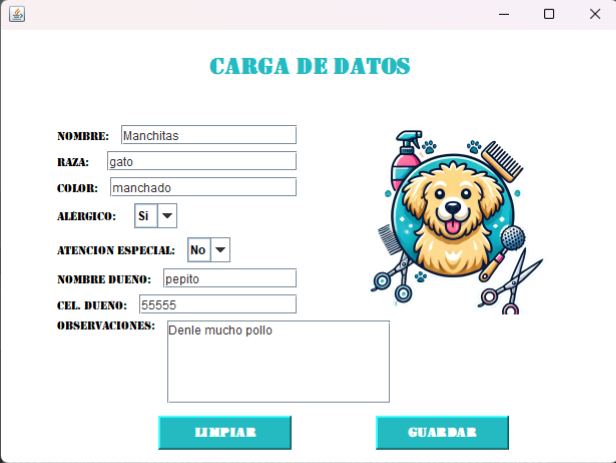 CARGA DE DATOS
NOMBRE: Manchitas
RAZA: gato
COLOR: manchado
ALERGICO: Si
ATENCION ESPECIAL: No
NOMBRE DUENO: pepito
CEL. DUENO: 55555
OBSERVACIONES: Denle mucho pollo
LIMPIAR GUARDAR